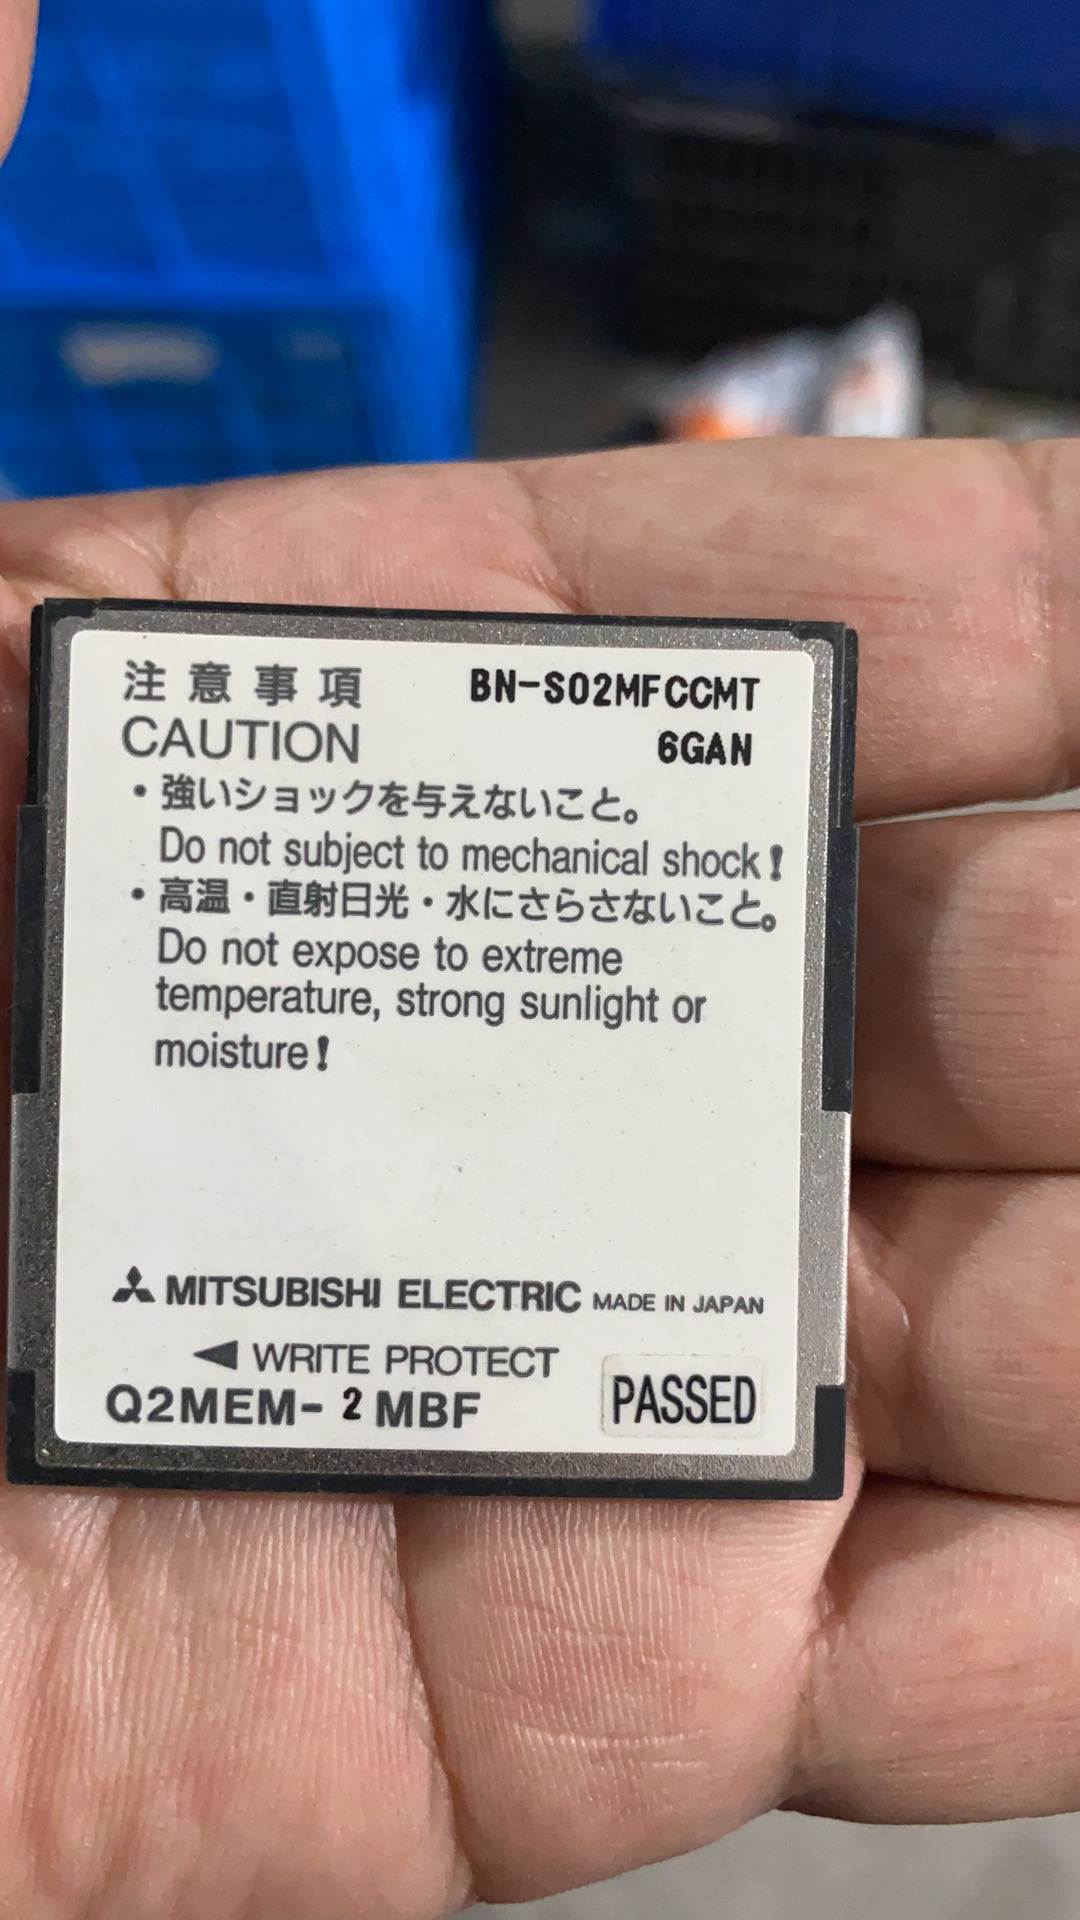 注意事項 BN-S02MFCCMT
CAUTION 6GAN
・強いショックを与えないこと。
Do not subject to mechanical shock!
・高温・直射日光・水にさらさないこと。
Do not expose to extreme
temperature, strong sunlight or
moisture!
MITSUBISHI ELECTRIC MADE IN JAPAN
◀ WRITE PROTECT
Q2MEM-2MBF PASSED